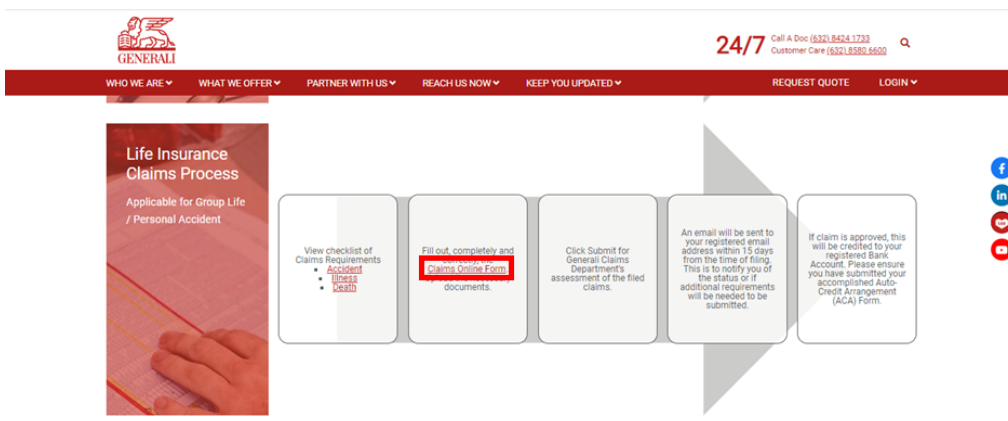 GENERALI
24/7
Call A Doc (632) 8424 1733
Customer Care (632) 8580 6600
WHO WE ARE
WHAT WE OFFER
PARTNER WITH US
REACH US NOW
KEEP YOU UPDATED
REQUEST QUOTE
LOGIN
Life Insurance
Claims Process
Applicable for Group Life
/ Personal Accident
View checklist of
Claims Requirements
Accident
Illness
Death
Fill out, completely and
correctly, the
Claims Online Form
documents.
Click Submit for
Generali Claims
Department's
assessment of the filed
claims.
An email will be sent to
your registered email
address within 15 days
from the time of filing.
This is to notify you of
the status or if
additional requirements
will be needed to be
submitted.
If claim is approved, this
will be credited to your
registered Bank
Account. Please ensure
you have submitted your
accomplished Auto-
Credit Arrangement
(ACA) Form.